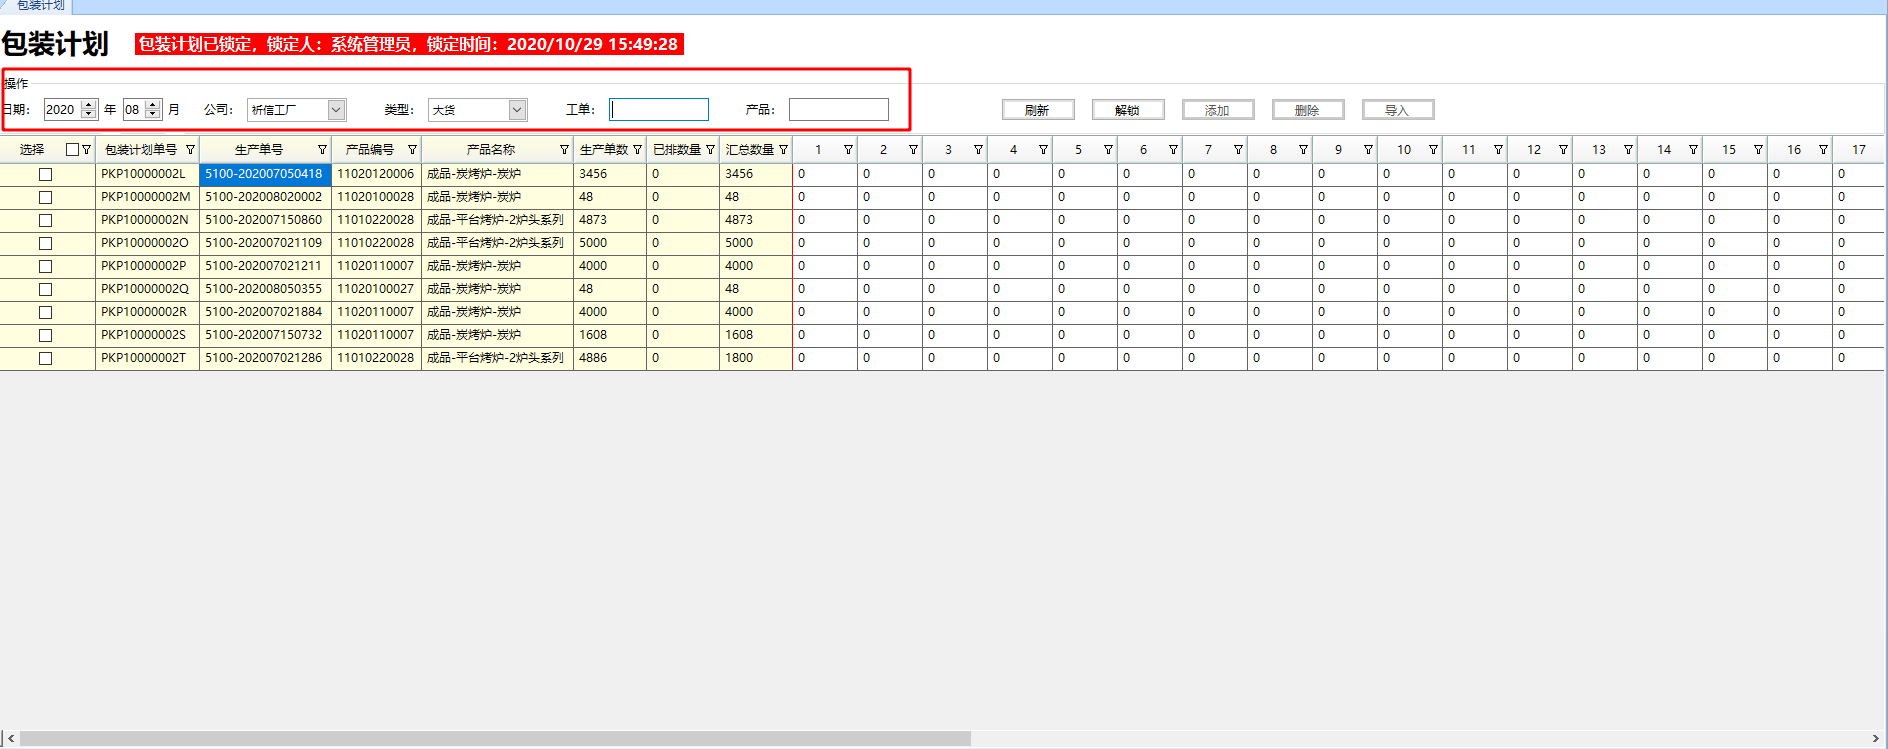 包装计划
包装计划 包装计划已锁定，锁定人：系统管理员，锁定时间：2020/10/29 15:49:28
操作
日期： 2020 年 08 月 公司： 祈信工厂 类型： 大货 工单： 产品： 刷新 解锁 添加 删除 导入
选择 包装计划单号 生产单号 产品编号 产品名称 生产单数 已排数量 汇总数量 1 2 3 4 5 6 7 8 9 10 11 12 13 14 15 16 17
PKP10000002L 5100-202007050418 11020120006 成品-炭烤炉-炭炉 3456 0 3456 0 0 0 0 0 0 0 0 0 0 0 0 0 0 0 0 0
PKP10000002M 5100-202008020002 11020100028 成品-炭烤炉-炭炉 48 0 48 0 0 0 0 0 0 0 0 0 0 0 0 0 0 0 0 0
PKP10000002N 5100-202007150860 11010220028 成品-平台烤炉-2炉头系列 4873 0 4873 0 0 0 0 0 0 0 0 0 0 0 0 0 0 0 0 0
PKP10000002O 5100-202007021109 11010220028 成品-平台烤炉-2炉头系列 5000 0 5000 0 0 0 0 0 0 0 0 0 0 0 0 0 0 0 0 0
PKP10000002P 5100-202007021211 11020110007 成品-炭烤炉-炭炉 4000 0 4000 0 0 0 0 0 0 0 0 0 0 0 0 0 0 0 0 0
PKP10000002Q 5100-202008050355 11020100027 成品-炭烤炉-炭炉 48 0 48 0 0 0 0 0 0 0 0 0 0 0 0 0 0 0 0 0
PKP10000002R 5100-202007021884 11020110007 成品-炭烤炉-炭炉 4000 0 4000 0 0 0 0 0 0 0 0 0 0 0 0 0 0 0 0 0
PKP10000002S 5100-202007150732 11020110007 成品-炭烤炉-炭炉 1608 0 1608 0 0 0 0 0 0 0 0 0 0 0 0 0 0 0 0 0
PKP10000002T 5100-202007021286 11010220028 成品-平台烤炉-2炉头系列 4886 0 1800 0 0 0 0 0 0 0 0 0 0 0 0 0 0 0 0 0